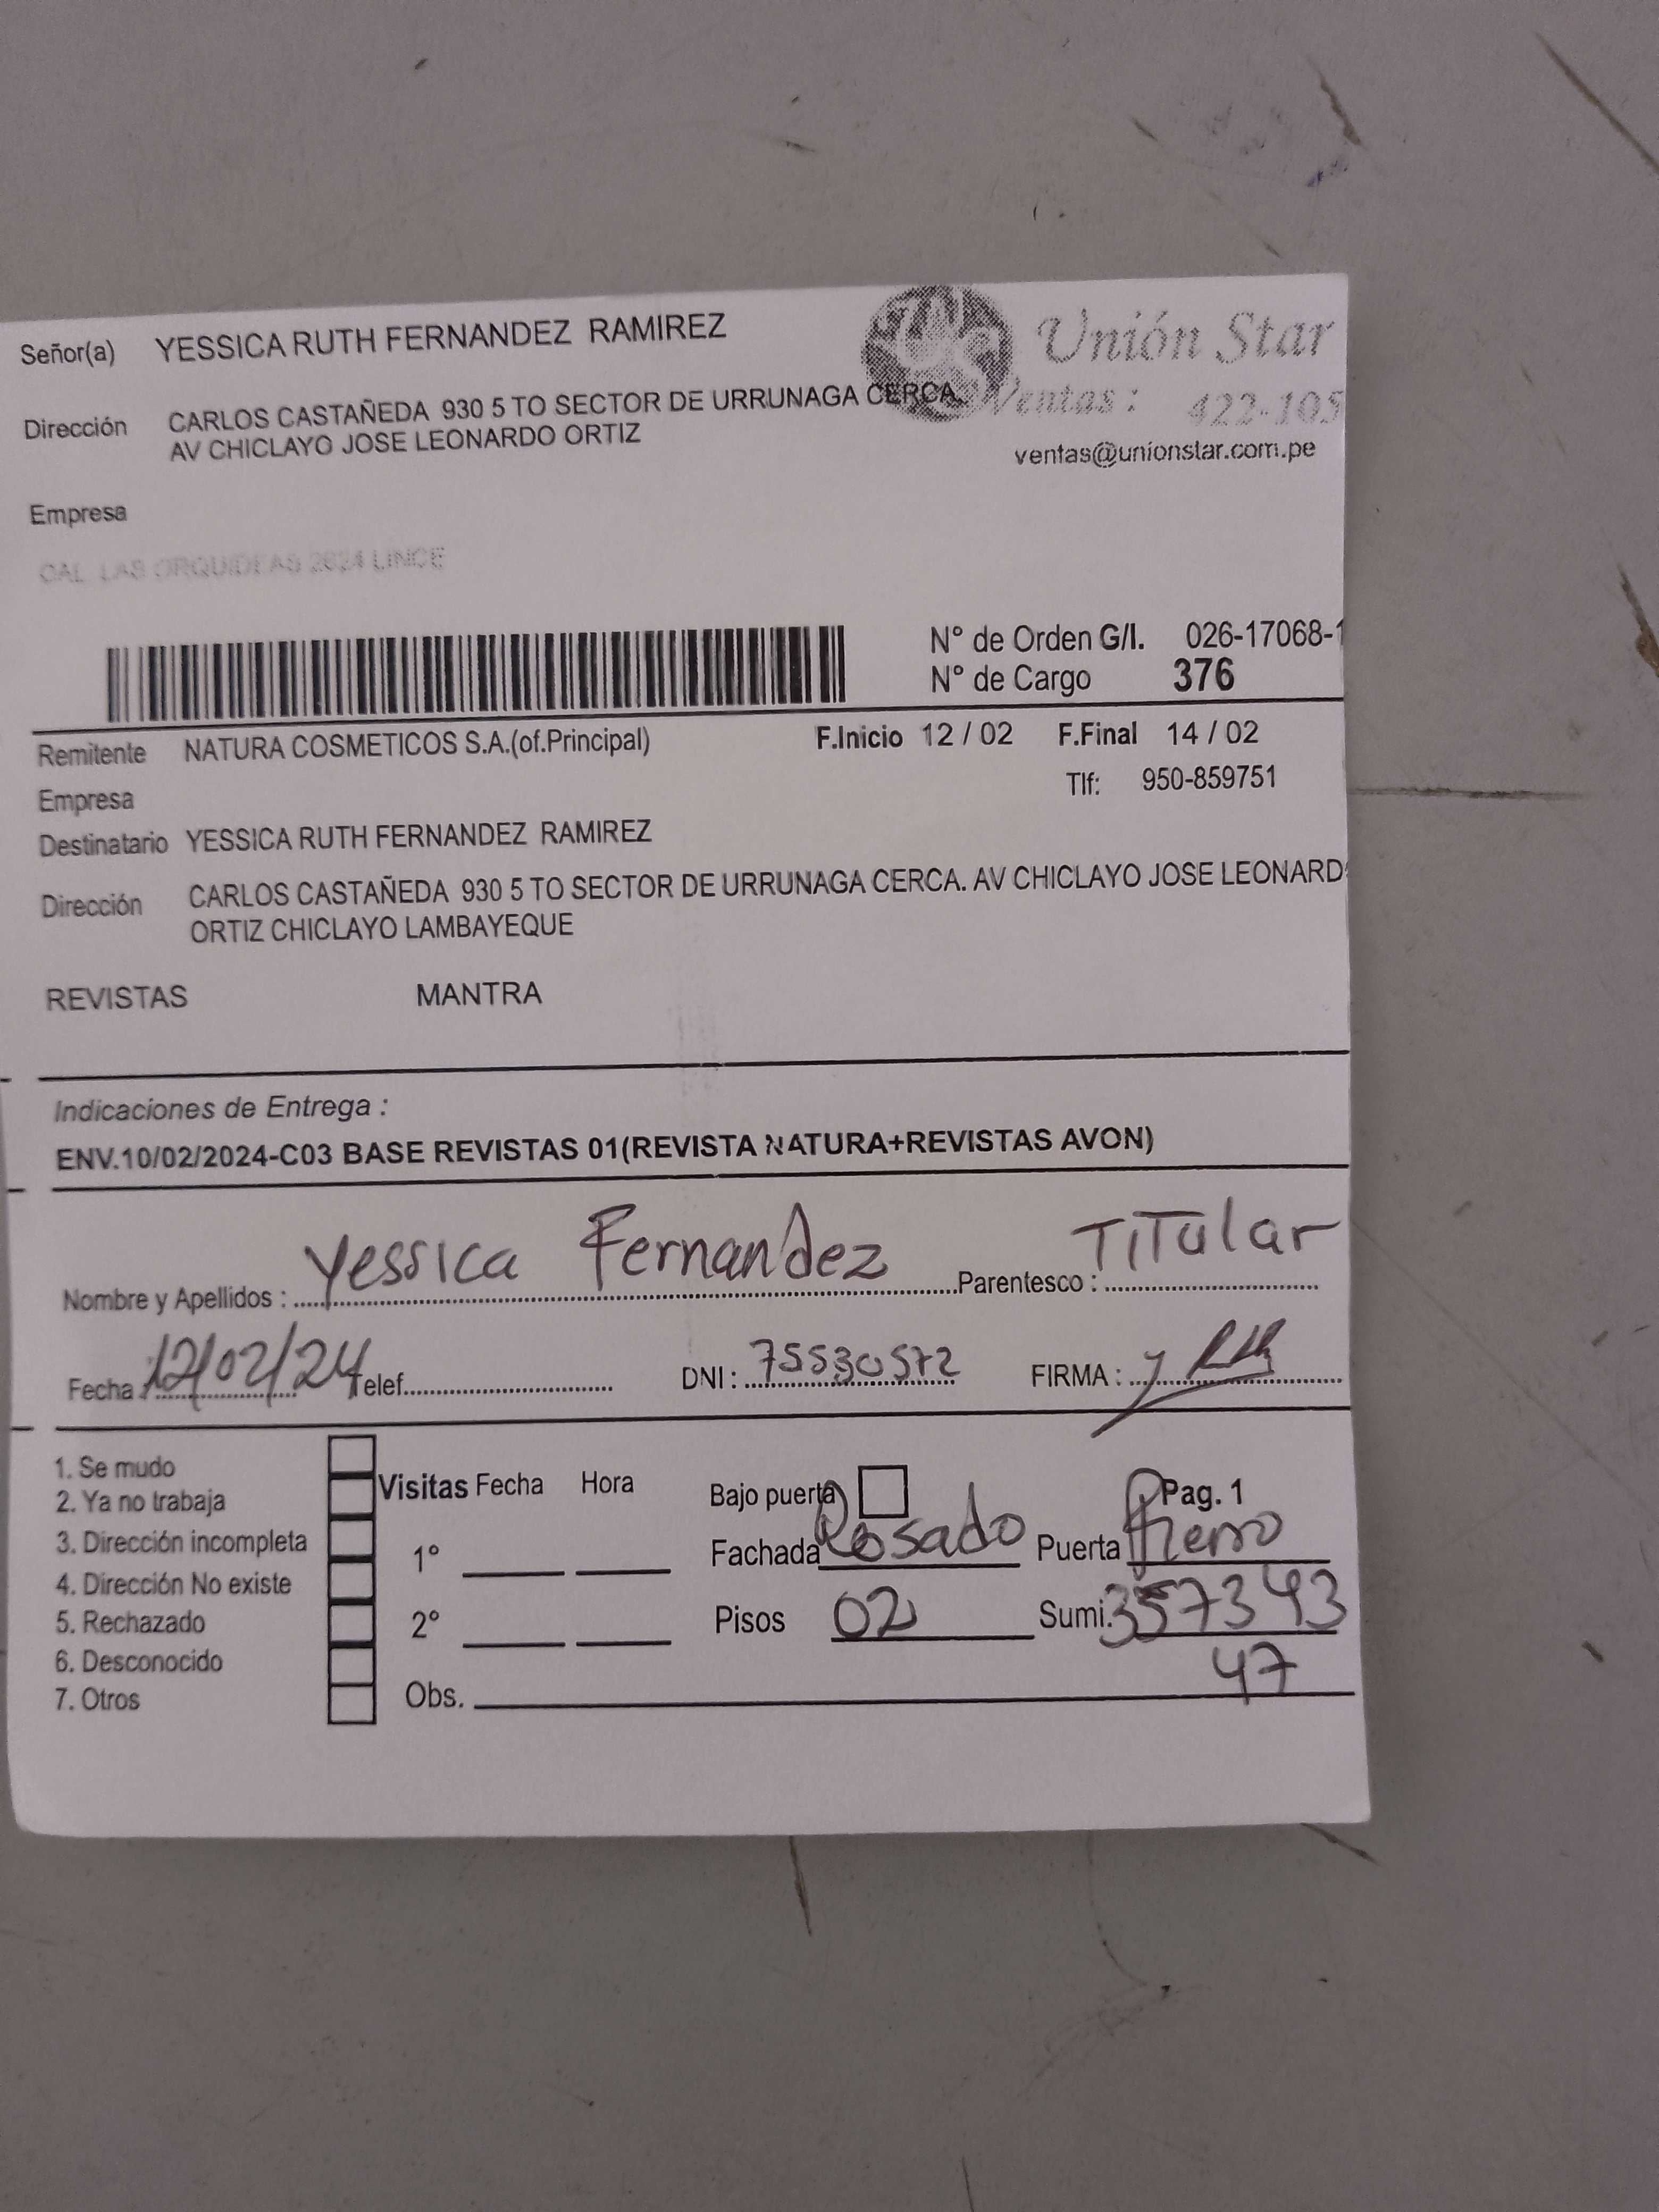 Señor(a) YESSICA RUTH FERNANDEZ RAMIREZ
Unión Star
Dirección CARLOS CASTAÑEDA 930 5 TO SECTOR DE URRUNAGA CERCA.
Ventas : 422-105
AV CHICLAYO JOSE LEONARDO ORTIZ
ventas@unionstar.com.pe
Empresa
CAL LAS ORQUIDEAS 2624 LINCE
N° de Orden G/I. 026-17068-1
N° de Cargo 376
Remitente NATURA COSMETICOS S.A.(of.Principal) F.Inicio 12 / 02 F.Final 14 / 02
Empresa Tlf: 950-859751
Destinatario YESSICA RUTH FERNANDEZ RAMIREZ
Dirección CARLOS CASTAÑEDA 930 5 TO SECTOR DE URRUNAGA CERCA. AV CHICLAYO JOSE LEONARD
ORTIZ CHICLAYO LAMBAYEQUE
REVISTAS MANTRA
Indicaciones de Entrega :
ENV.10/02/2024-C03 BASE REVISTAS 01(REVISTA NATURA+REVISTAS AVON)
Nombre y Apellidos : Yessica Fernandez Parentesco : Titular
Fecha : 12/02/24 Telef. DNI : 75530572 FIRMA :
1. Se mudo
2. Ya no trabaja
3. Dirección incompleta
4. Dirección No existe
5. Rechazado
6. Desconocido
7. Otros
Visitas Fecha Hora
1°
2°
Obs.
Bajo puerta Pag. 1
Fachada Rosado Puerta Fierro
Pisos 02 Sumi. 357343
47